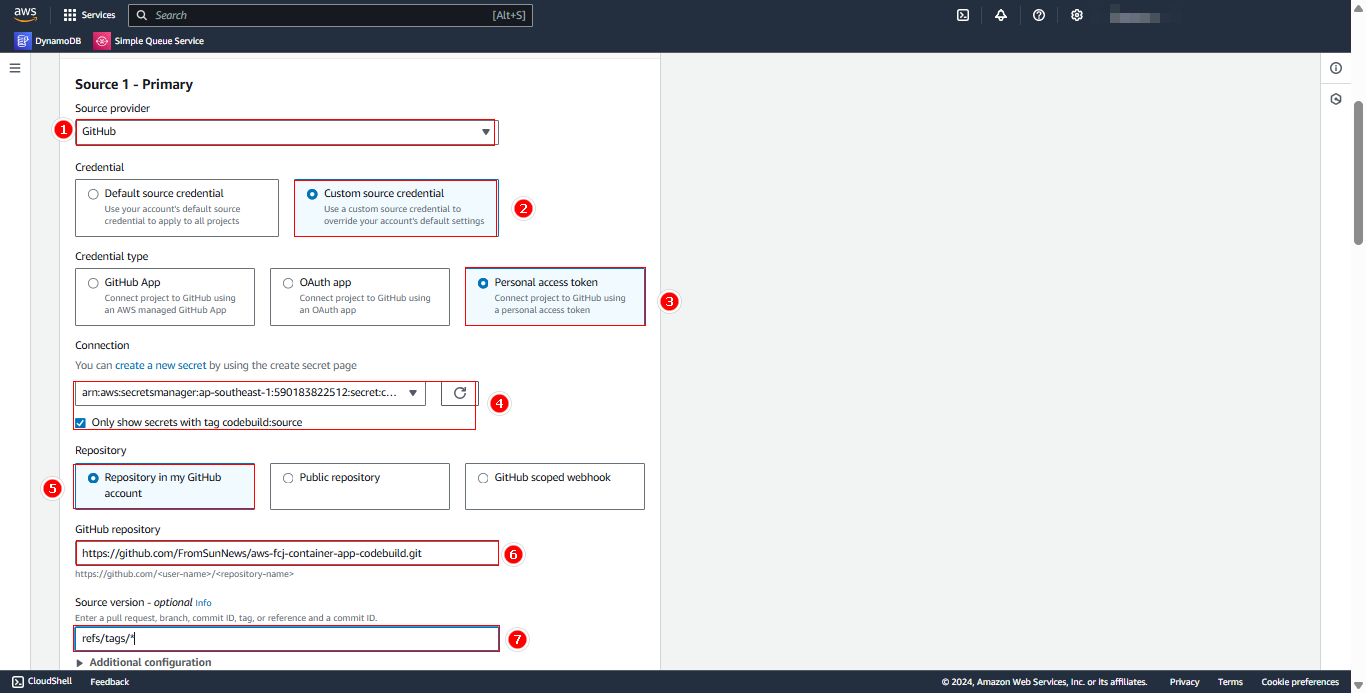 aws
Services
Search
[Alt+S]
DynamoDB
Simple Queue Service
Source 1 - Primary
Source provider
1
GitHub
Credential
Default source credential
Use your account's default source
credential to apply to all projects
Custom source credential
Use a custom source credential to
override your account's default settings
2
Credential type
GitHub App
Connect project to GitHub using
an AWS managed GitHub App
OAuth app
Connect project to GitHub using
an OAuth app
Personal access token
Connect project to GitHub using
a personal access token
3
Connection
You can create a new secret by using the create secret page
arn:aws:secretsmanager:ap-southeast-1:590183822512:secret:c...
4
Only show secrets with tag codebuild:source
Repository
5
Repository in my GitHub
account
Public repository
GitHub scoped webhook
GitHub repository
https://github.com/FromSunNews/aws-fcj-container-app-codebuild.git
6
https://github.com/<user-name>/<repository-name>
Source version - optional Info
Enter a pull request, branch, commit ID, tag, or reference and a commit ID.
refs/tags/*
7
Additional configuration
CloudShell
Feedback
© 2024, Amazon Web Services, Inc. or its affiliates.
Privacy
Terms
Cookie preferences